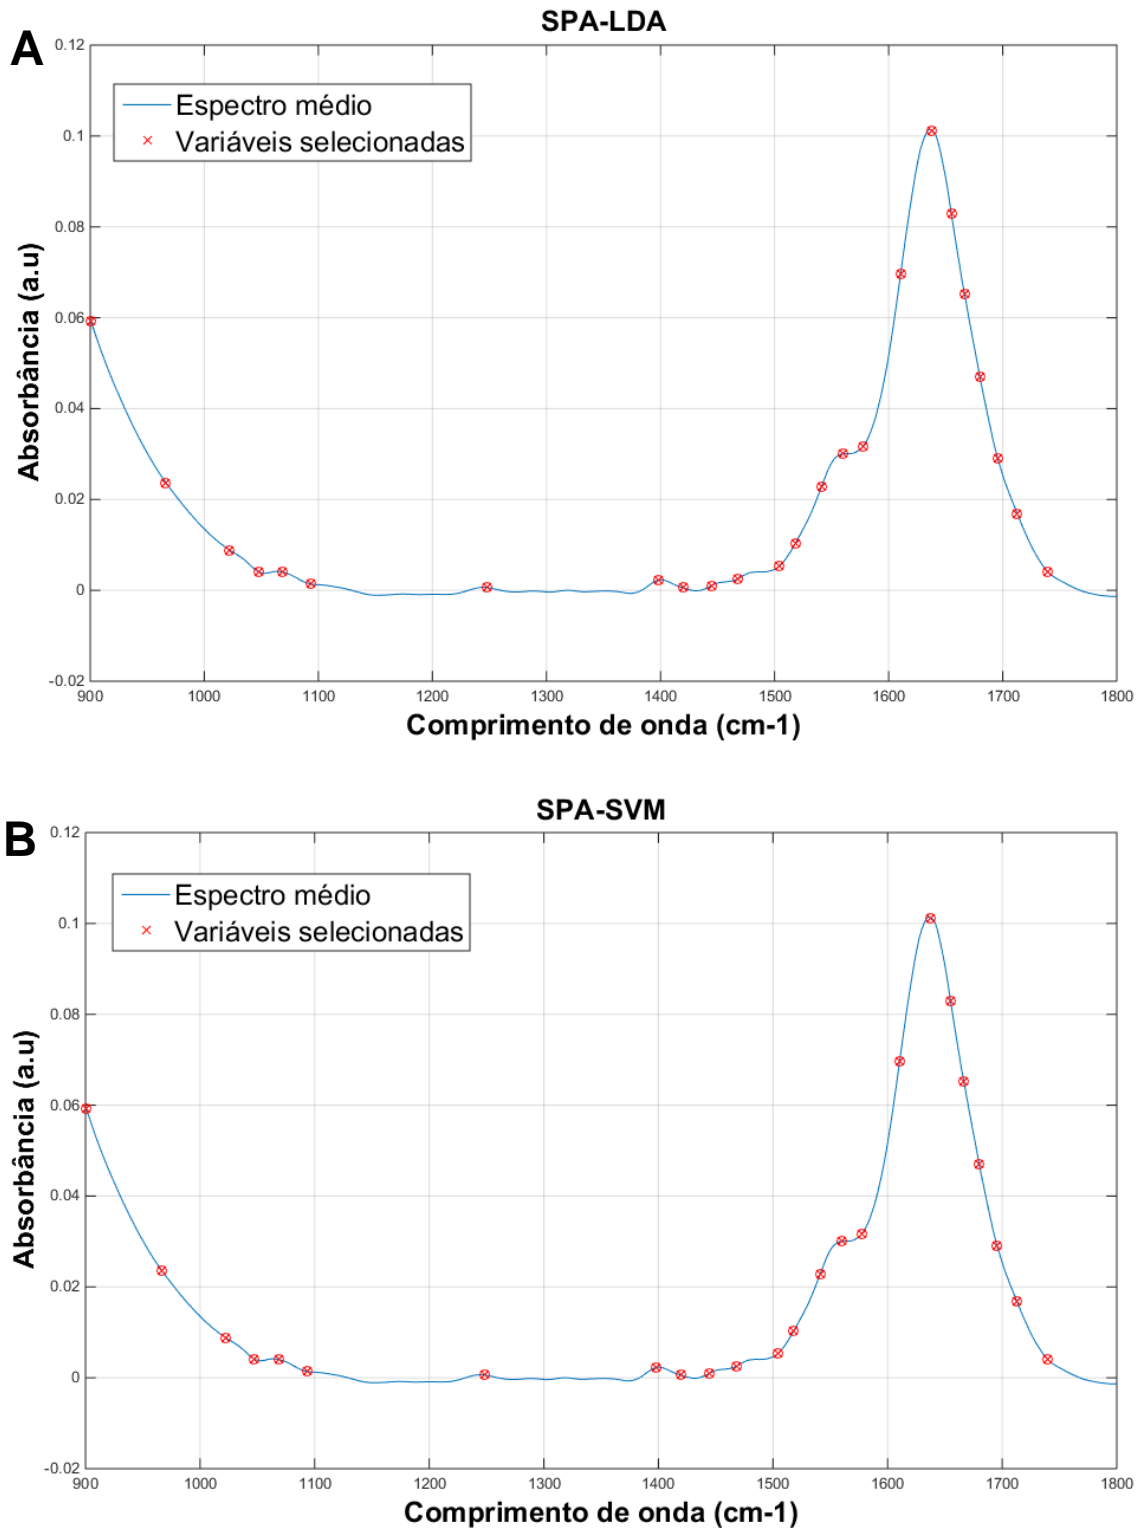 A
SPA-LDA
0.12
0.1
0.08
0.06
0.04
0.02
0
-0.02
Espectro médio
Variáveis selecionadas
Absorbância (a.u)
900 1000 1100 1200 1300 1400 1500 1600 1700 1800
Comprimento de onda (cm-1)
B
SPA-SVM
0.12
0.1
0.08
0.06
0.04
0.02
0
-0.02
Espectro médio
Variáveis selecionadas
Absorbância (a.u)
900 1000 1100 1200 1300 1400 1500 1600 1700 1800
Comprimento de onda (cm-1)